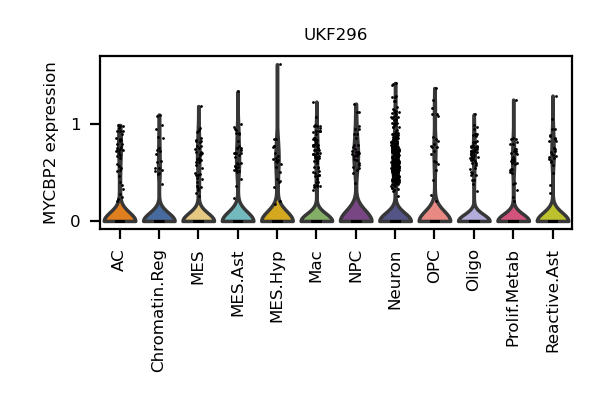 UKF296
MYCBP2 expression
1
0
AC
Chromatin.Reg
MES
MES.Ast
MES.Hyp
Mac
NPC
Neuron
OPC
Oligo
Prolif.Metab
Reactive.Ast